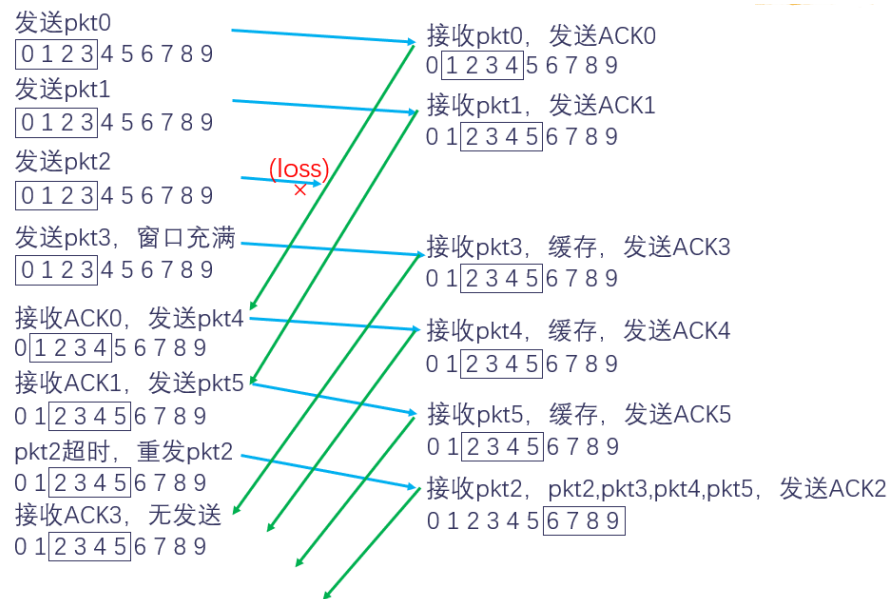 发送pkt0
0 1 2 3 4 5 6 7 8 9
发送pkt1
0 1 2 3 4 5 6 7 8 9
发送pkt2
0 1 2 3 4 5 6 7 8 9
(loss)
×
发送pkt3，窗口充满
0 1 2 3 4 5 6 7 8 9
接收ACK0，发送pkt4
0 1 2 3 4 5 6 7 8 9
接收ACK1，发送pkt5
0 1 2 3 4 5 6 7 8 9
pkt2超时，重发pkt2
0 1 2 3 4 5 6 7 8 9
接收ACK3，无发送
0 1 2 3 4 5 6 7 8 9
接收pkt0，发送ACK0
0 1 2 3 4 5 6 7 8 9
接收pkt1，发送ACK1
0 1 2 3 4 5 6 7 8 9
接收pkt3，缓存，发送ACK3
0 1 2 3 4 5 6 7 8 9
接收pkt4，缓存，发送ACK4
0 1 2 3 4 5 6 7 8 9
接收pkt5，缓存，发送ACK5
0 1 2 3 4 5 6 7 8 9
接收pkt2，pkt2,pkt3,pkt4,pkt5，发送ACK2
0 1 2 3 4 5 6 7 8 9